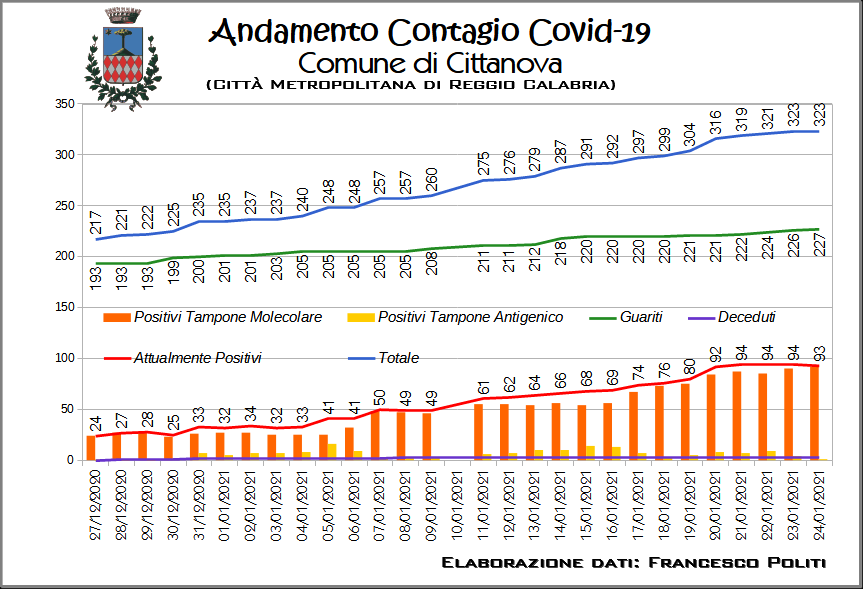 Andamento Contagio Covid-19
Comune di Cittanova
(Città Metropolitana di Reggio Calabria)
350
300
250
200
150
100
50
0
217 221 222 225 235 235 237 237 240 248 248 257 257 260 275 276 279 287 291 292 297 299 304 316 319 321 323 323
193 193 193 199 200 201 201 203 205 205 205 205 205 208 211 211 212 218 220 220 220 220 221 221 222 224 226 227
Positivi Tampone Molecolare Positivi Tampone Antigenico Guariti Deceduti
Attualmente Positivi Totale
24 27 28 25 33 32 34 32 33 41 41 50 49 49 61 62 64 66 68 69 74 76 80 92 94 94 94 93
27/12/2020 28/12/2020 29/12/2020 30/12/2020 31/12/2020 01/01/2021 02/01/2021 03/01/2021 04/01/2021 05/01/2021 06/01/2021 07/01/2021 08/01/2021 09/01/2021 10/01/2021 11/01/2021 12/01/2021 13/01/2021 14/01/2021 15/01/2021 16/01/2021 17/01/2021 18/01/2021 19/01/2021 20/01/2021 21/01/2021 22/01/2021 23/01/2021 24/01/2021
Elaborazione dati: Francesco Politi